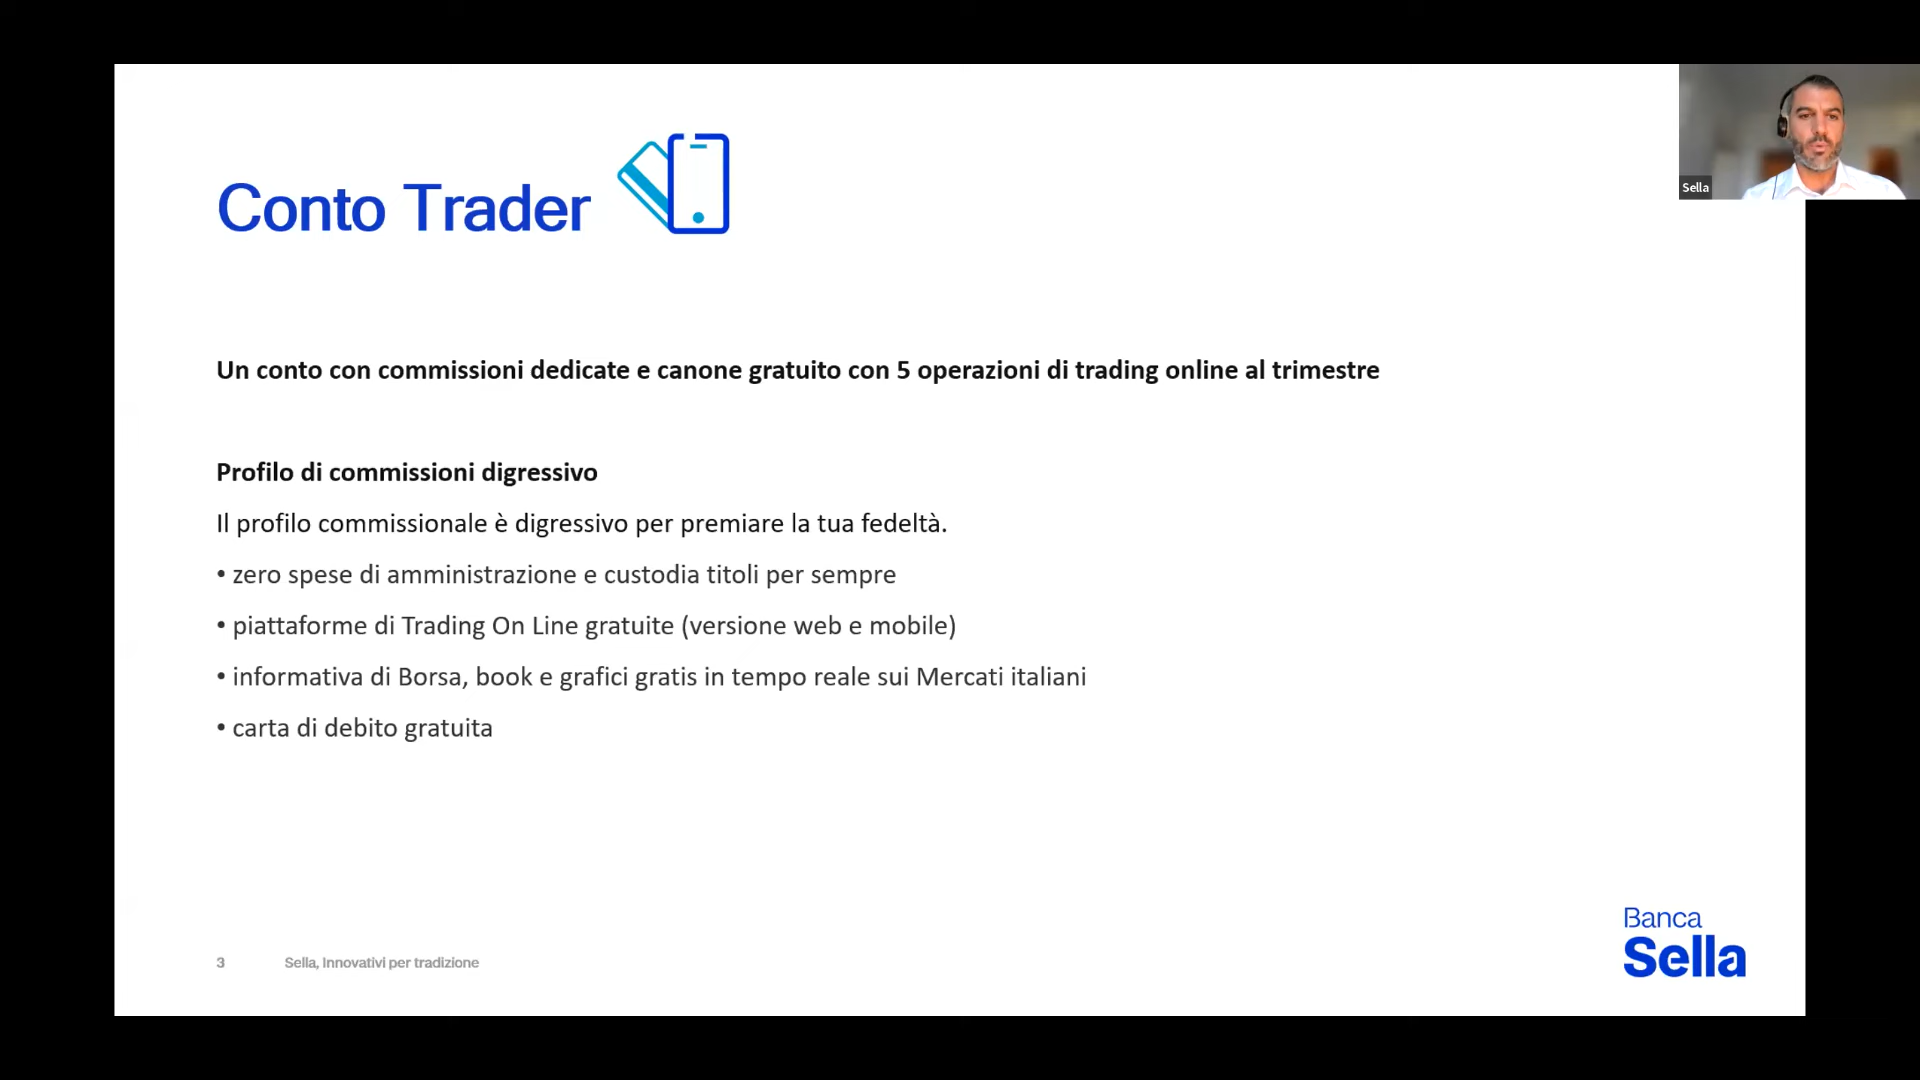 Conto Trader
Sella
Un conto con commissioni dedicate e canone gratuito con 5 operazioni di trading online al trimestre
Profilo di commissioni digressivo
Il profilo commissionale è digressivo per premiare la tua fedeltà.
• zero spese di amministrazione e custodia titoli per sempre
• piattaforme di Trading On Line gratuite (versione web e mobile)
• informativa di Borsa, book e grafici gratis in tempo reale sui Mercati italiani
• carta di debito gratuita
3 Sella, Innovativi per tradizione
Banca
Sella